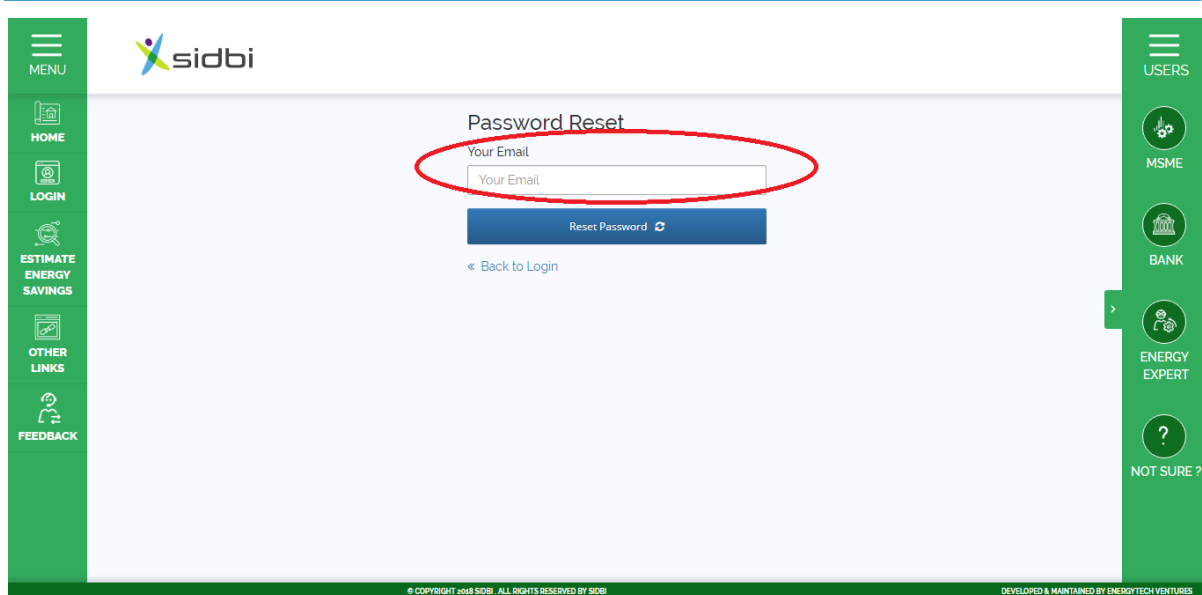 MENU
HOME
LOGIN
ESTIMATE
ENERGY
SAVINGS
OTHER
LINKS
FEEDBACK
sidbi
Password Reset
Your Email
Your Email
Reset Password
« Back to Login
USERS
MSME
BANK
>
ENERGY
EXPERT
?
NOT SURE ?
© COPYRIGHT 2018 SIDBI . ALL RIGHTS RESERVED BY SIDBI
DEVELOPED & MAINTAINED BY ENERGYTECH VENTURES